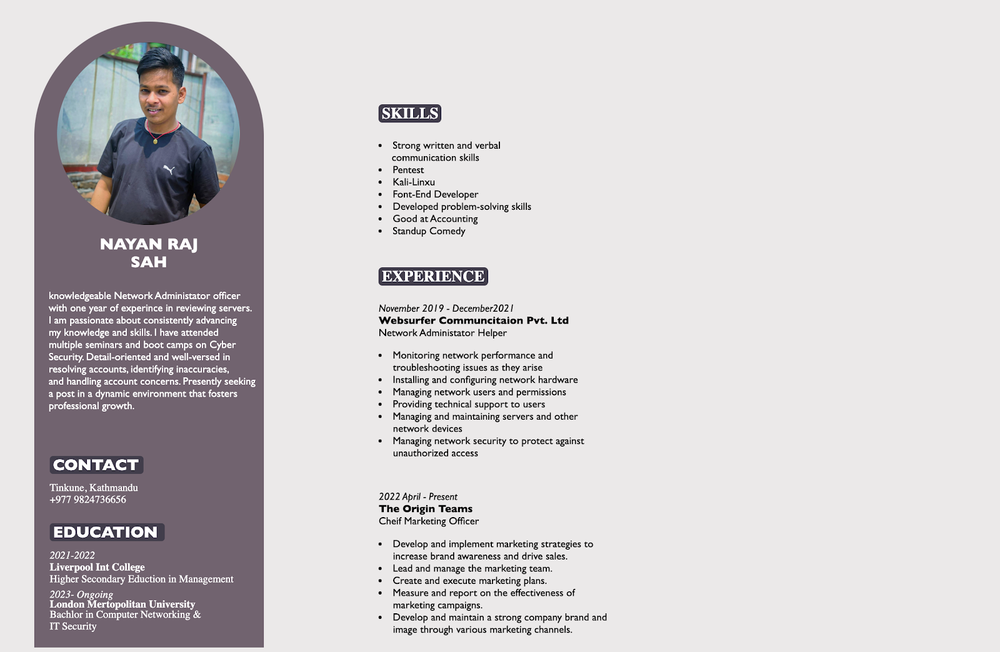 NAYAN RAJ
SAH
knowledgeable Network Administator officer
with one year of experince in reviewing servers.
I am passionate about consistently advancing
my knowledge and skills. I have attended
multiple seminars and boot camps on Cyber
Security. Detail-oriented and well-versed in
resolving accounts, identifying inaccuracies,
and handling account concerns. Presently seeking
a post in a dynamic environment that fosters
professional growth.
CONTACT
Tinkune, Kathmandu
+977 9824736656
EDUCATION
2021-2022
Liverpool Int College
Higher Secondary Eduction in Management
2023- Ongoing
London Mertopolitan University
Bachlor in Computer Networking &
IT Security
SKILLS
• Strong written and verbal
communication skills
• Pentest
• Kali-Linxu
• Font-End Developer
• Developed problem-solving skills
• Good at Accounting
• Standup Comedy
EXPERIENCE
November 2019 - December2021
Websurfer Communcitaion Pvt. Ltd
Network Administator Helper
• Monitoring network performance and
troubleshooting issues as they arise
• Installing and configuring network hardware
• Managing network users and permissions
• Providing technical support to users
• Managing and maintaining servers and other
network devices
• Managing network security to protect against
unauthorized access
2022 April - Present
The Origin Teams
Cheif Marketing Officer
• Develop and implement marketing strategies to
increase brand awareness and drive sales.
• Lead and manage the marketing team.
• Create and execute marketing plans.
• Measure and report on the effectiveness of
marketing campaigns.
• Develop and maintain a strong company brand and
image through various marketing channels.